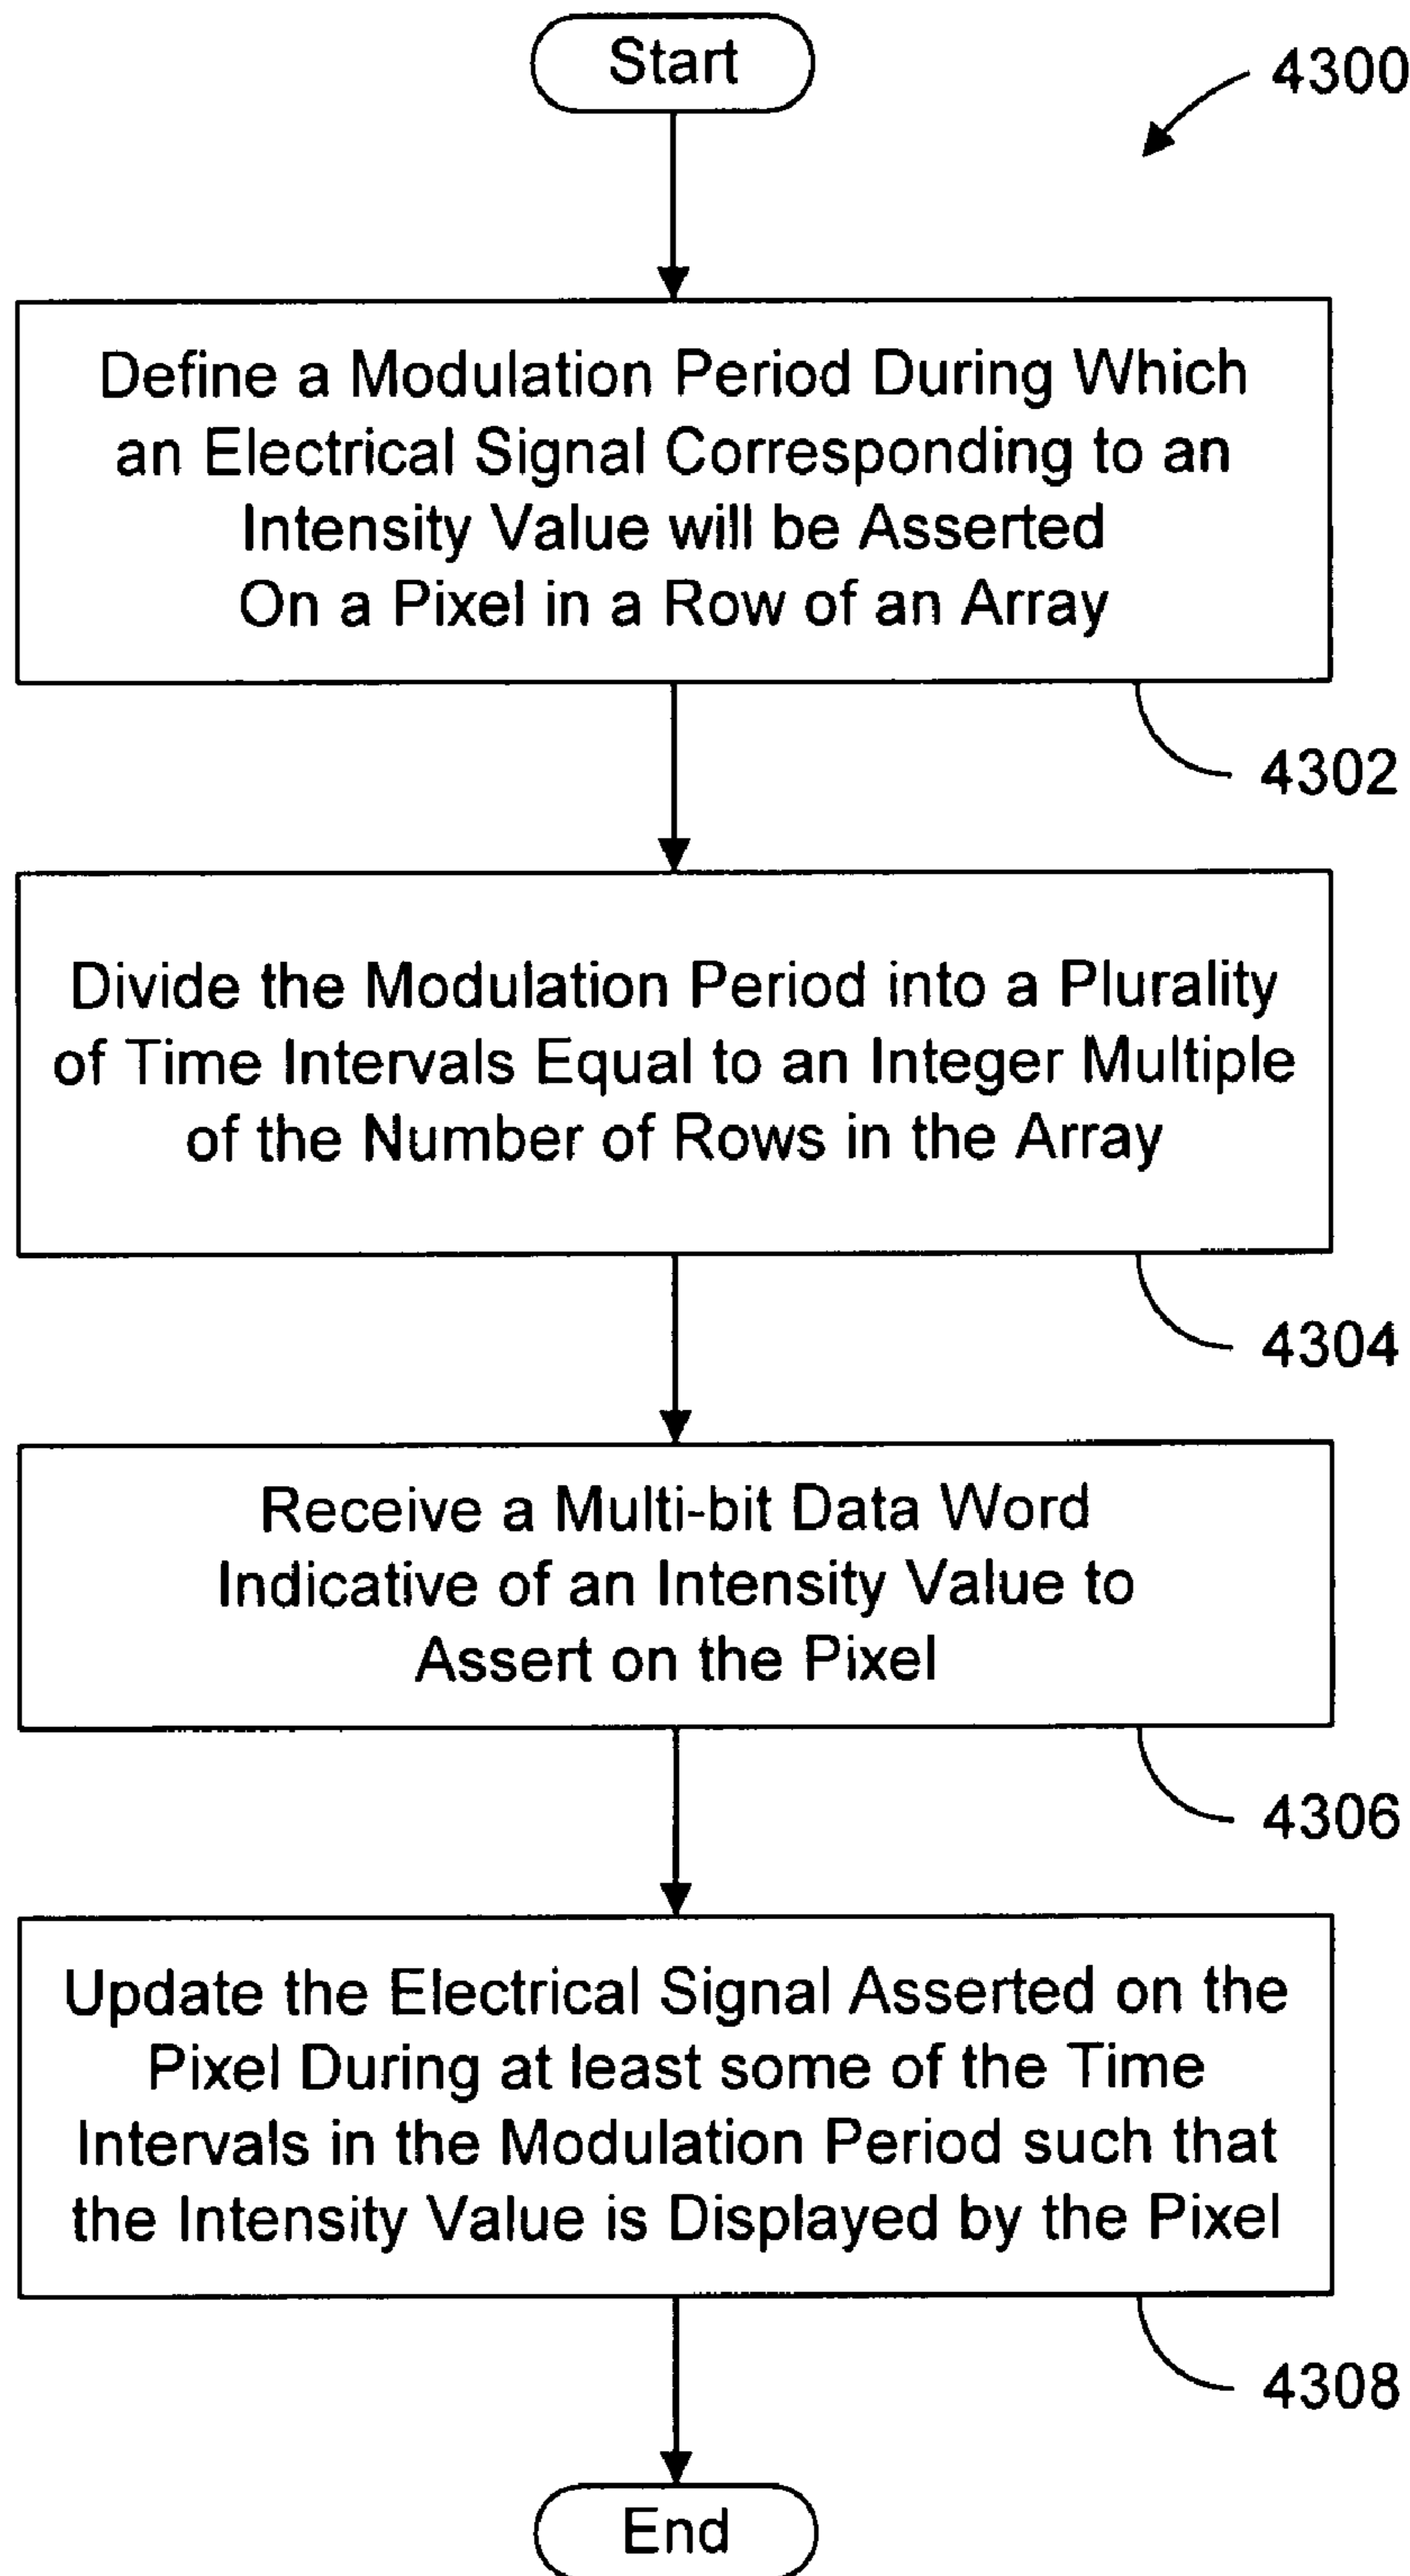 Start
4300
Define a Modulation Period During Which
an Electrical Signal Corresponding to an
Intensity Value will be Asserted
On a Pixel in a Row of an Array
4302
Divide the Modulation Period into a Plurality
of Time Intervals Equal to an Integer Multiple
of the Number of Rows in the Array
4304
Receive a Multi-bit Data Word
Indicative of an Intensity Value to
Assert on the Pixel
4306
Update the Electrical Signal Asserted on the
Pixel During at least some of the Time
Intervals in the Modulation Period such that
the Intensity Value is Displayed by the Pixel
4308
End